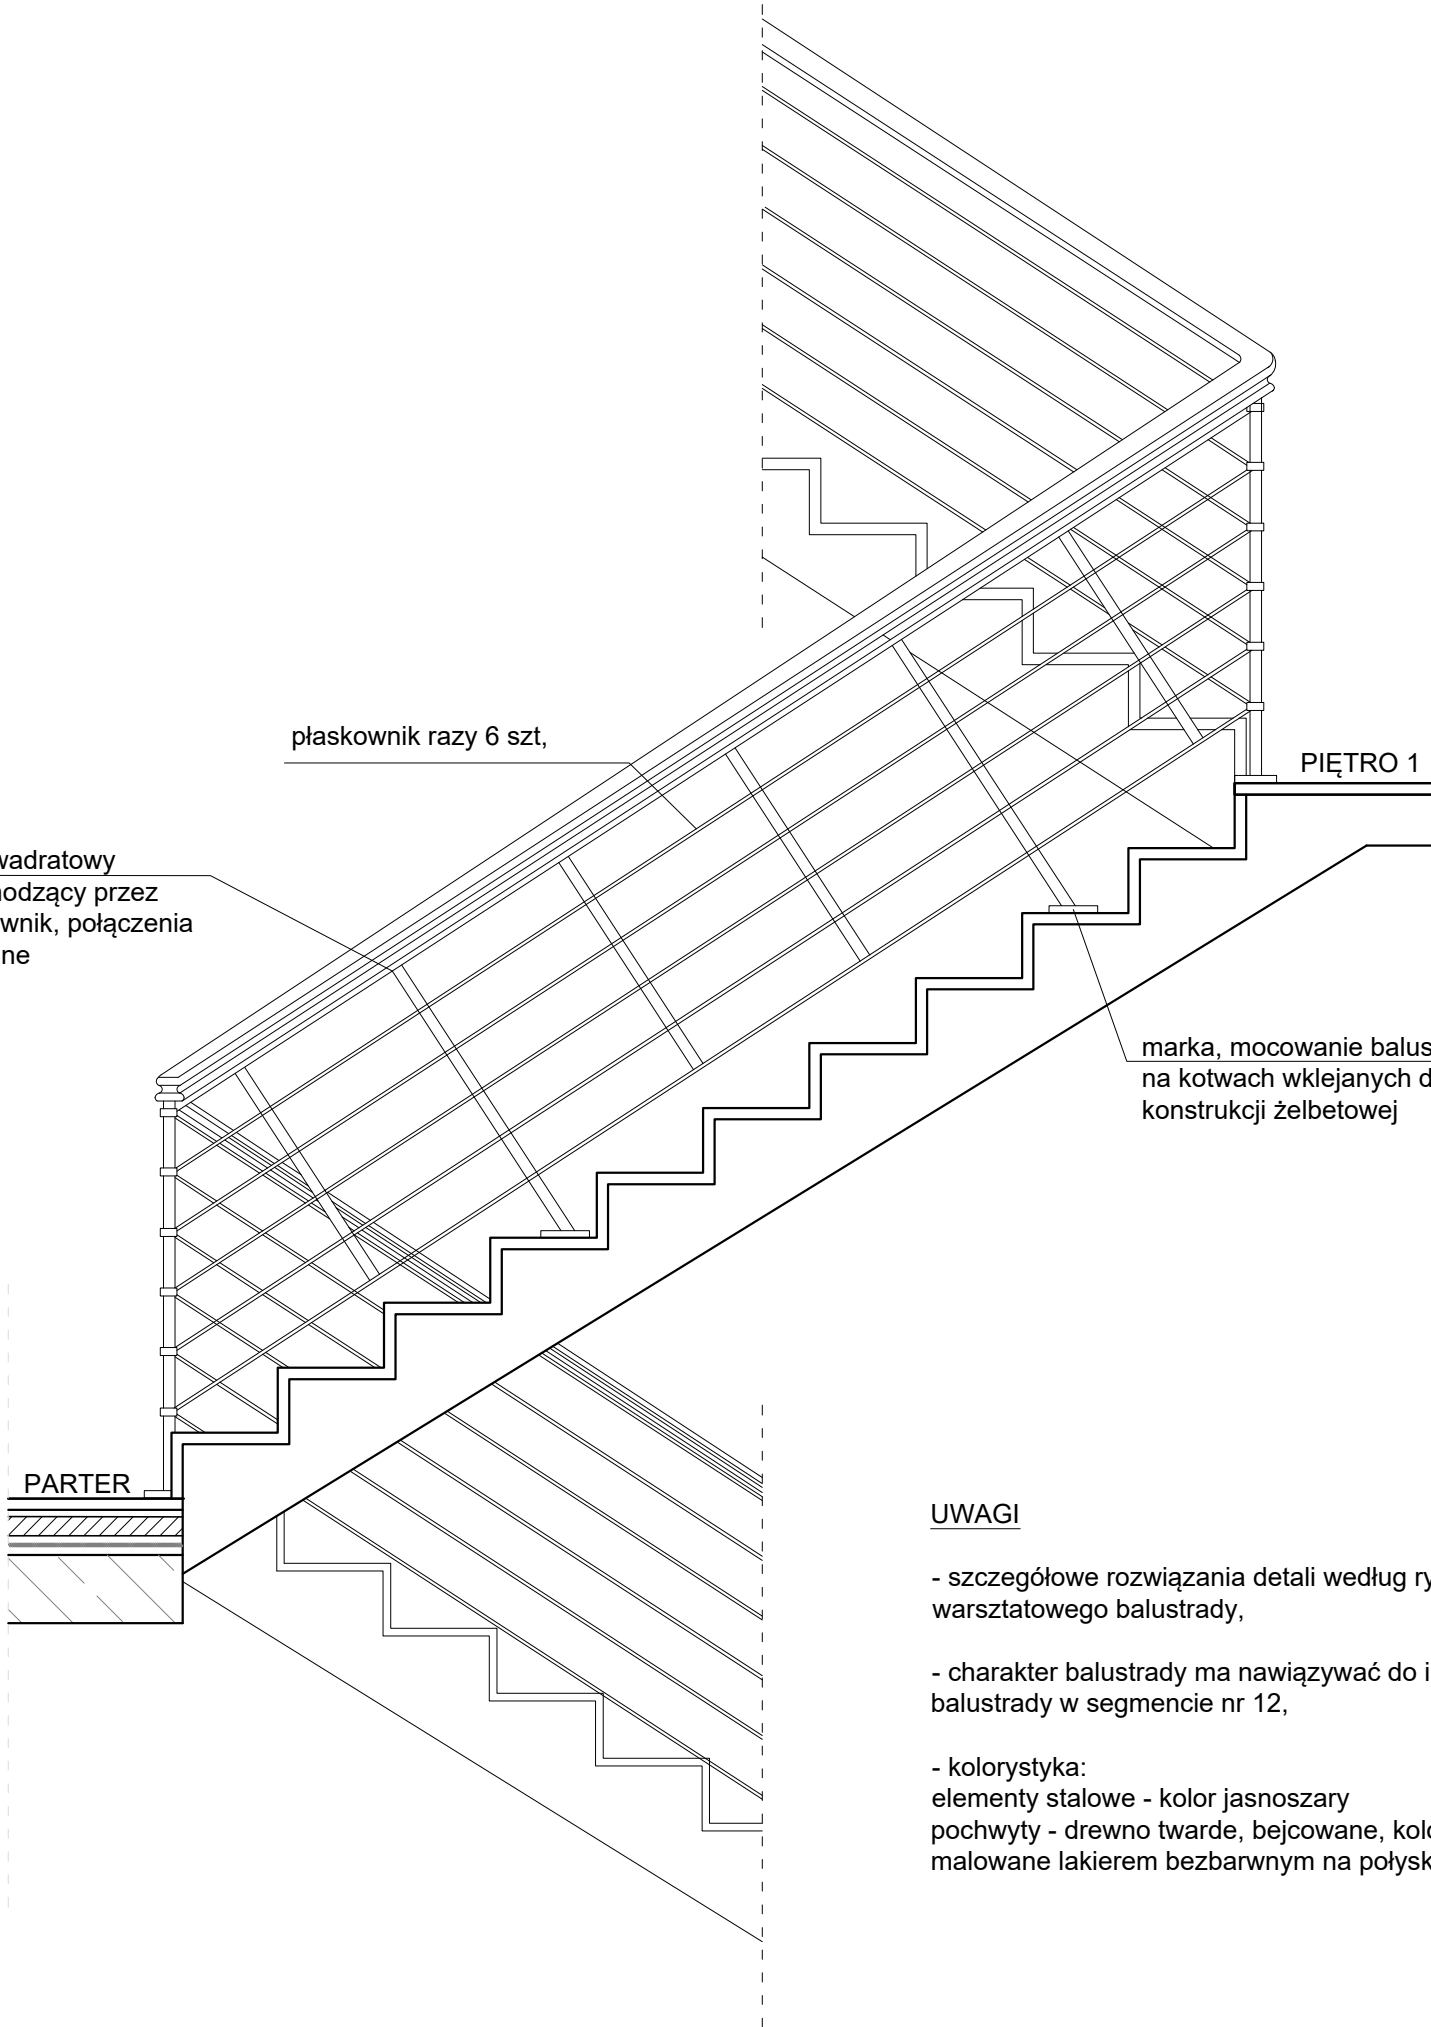 płaskownik razy 6 szt,
PIĘTRO 1
wadratowy
hodzący przez
wnik, połączenia
ne
marka, mocowanie balus
na kotwach wklejanych d
konstrukcji żelbetowej
PARTER
UWAGI
- szczegółowe rozwiązania detali według ry
warsztatowego balustrady,
- charakter balustrady ma nawiązywać do i
balustrady w segmencie nr 12,
- kolorystyka:
elementy stalowe - kolor jasnoszary
pochwyty - drewno twarde, bejcowane, kolo
malowane lakierem bezbarwnym na połysk